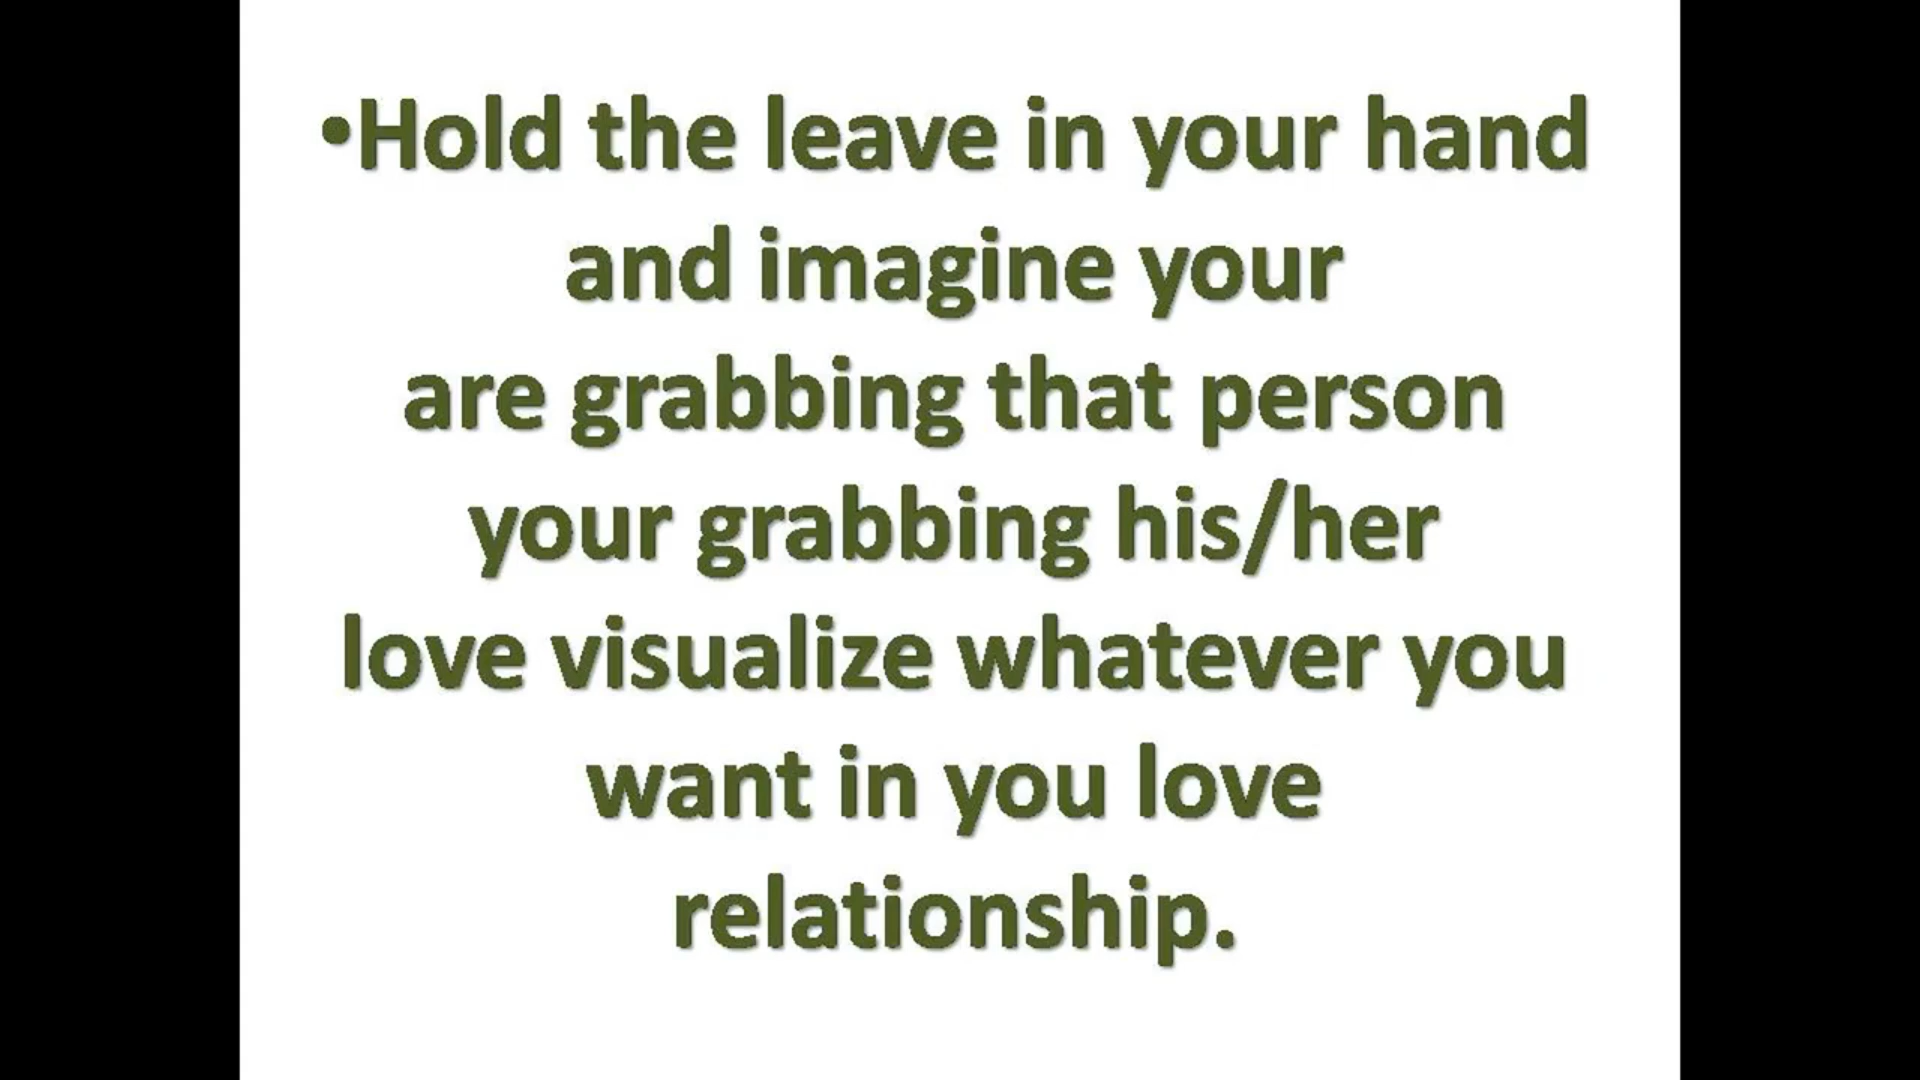 •Hold the leave in your hand
and imagine your
are grabbing that person
your grabbing his/her
love visualize whatever you
want in you love
relationship.